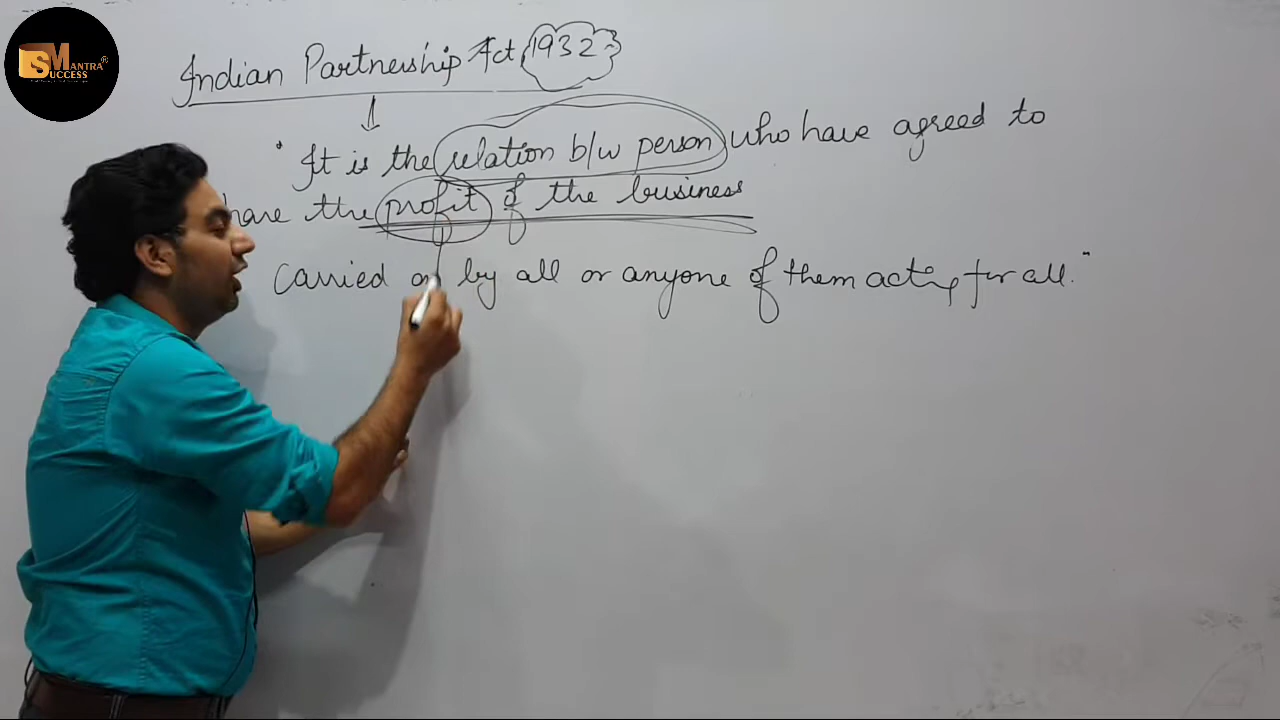 SMANTRA®
SUCCESS
Indian Partnership Act 1932
"It is the relation b/w person who have agreed to
hare the profit of the business
Carried on by all or anyone of them acting for all."